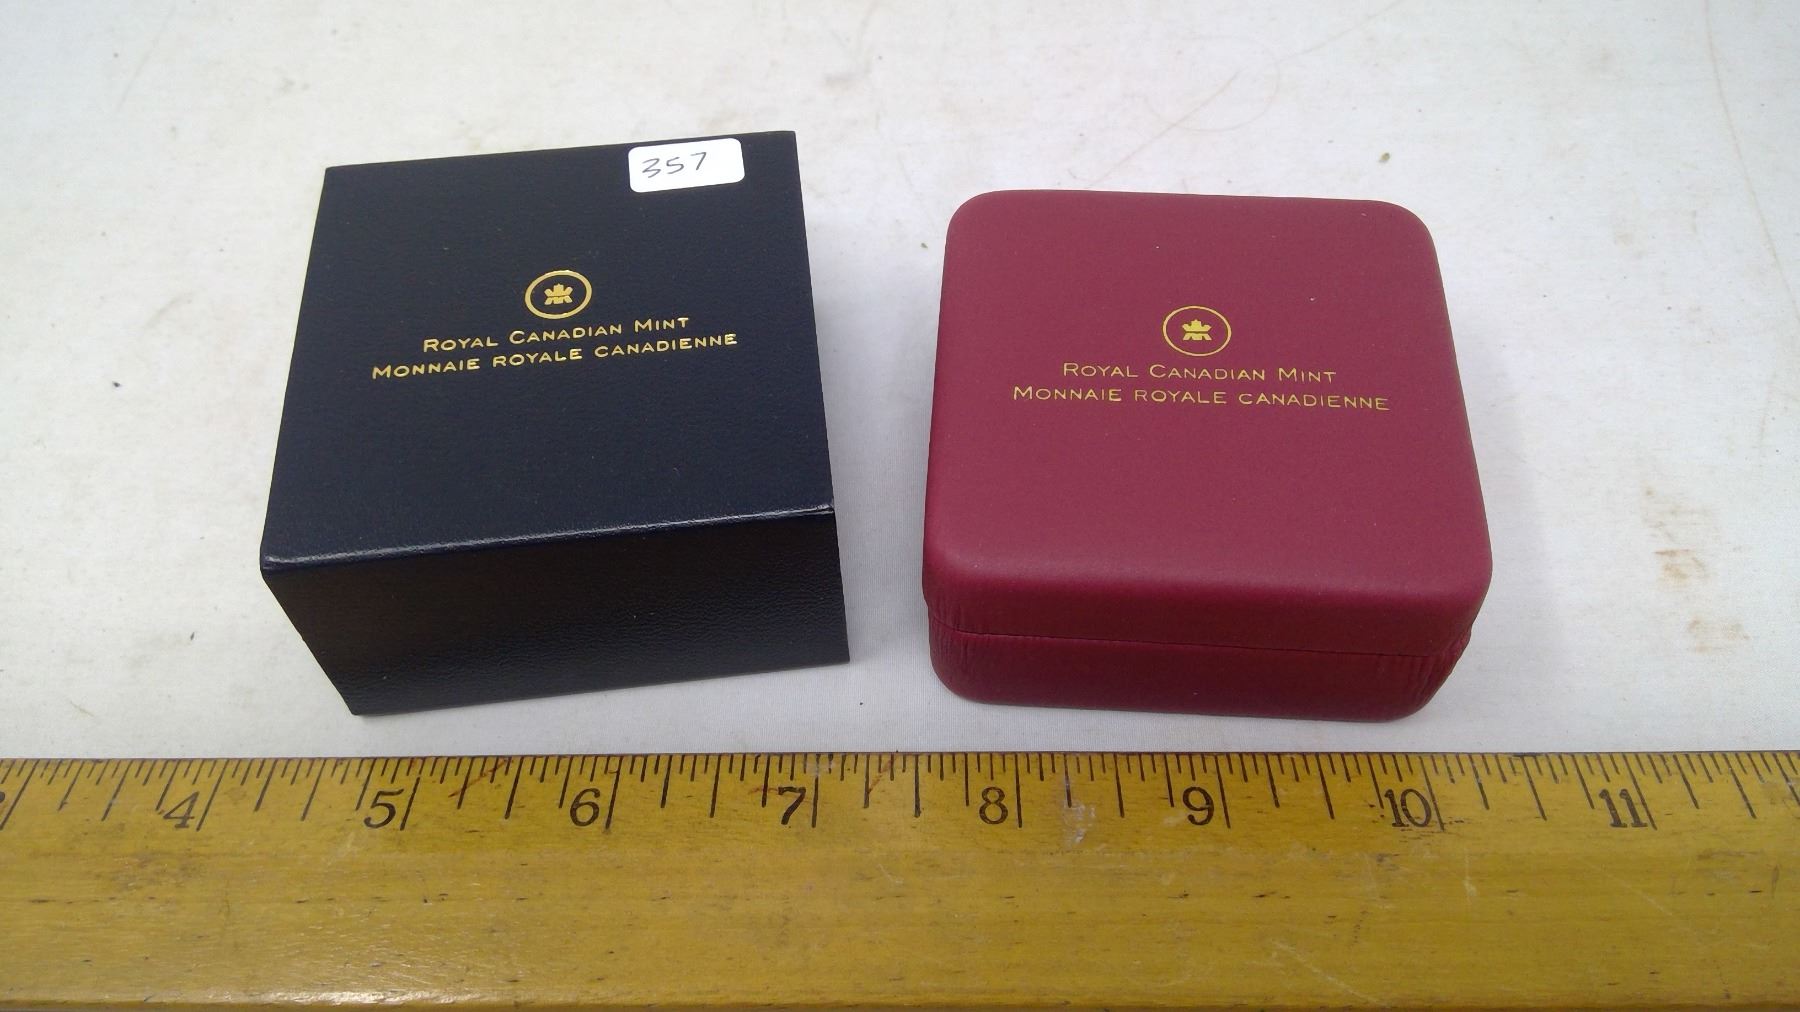 357
ROYAL CANADIAN MINT
MONNAIE ROYALE CANADIENNE
ROYAL CANADIAN MINT
MONNAIE ROYALE CANADIENNE
4 5 6 7 8 9 10 11